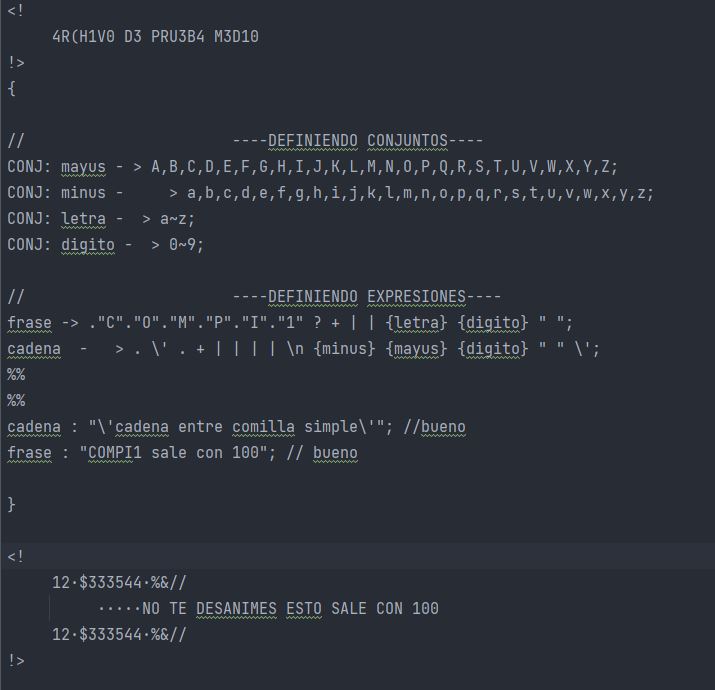 <!
4R(H1V0 D3 PRU3B4 M3D10
!>
{
// ----DEFINIENDO CONJUNTOS----
CONJ: mayus - > A,B,C,D,E,F,G,H,I,J,K,L,M,N,O,P,Q,R,S,T,U,V,W,X,Y,Z;
CONJ: minus - > a,b,c,d,e,f,g,h,i,j,k,l,m,n,o,p,q,r,s,t,u,v,w,x,y,z;
CONJ: letra - > a~z;
CONJ: digito - > 0~9;
// ----DEFINIENDO EXPRESIONES----
frase -> ."C"."O"."M"."P"."I"."1" ? + | | {letra} {digito} " ";
cadena - > . \' . + | | | | \n {minus} {mayus} {digito} " " \';
%%
%%
cadena : "\'cadena entre comilla simple\'"; //bueno
frase : "COMPI1 sale con 100"; // bueno
}
<!
12·$333544·%&//
·····NO TE DESANIMES ESTO SALE CON 100
12·$333544·%&//
!>